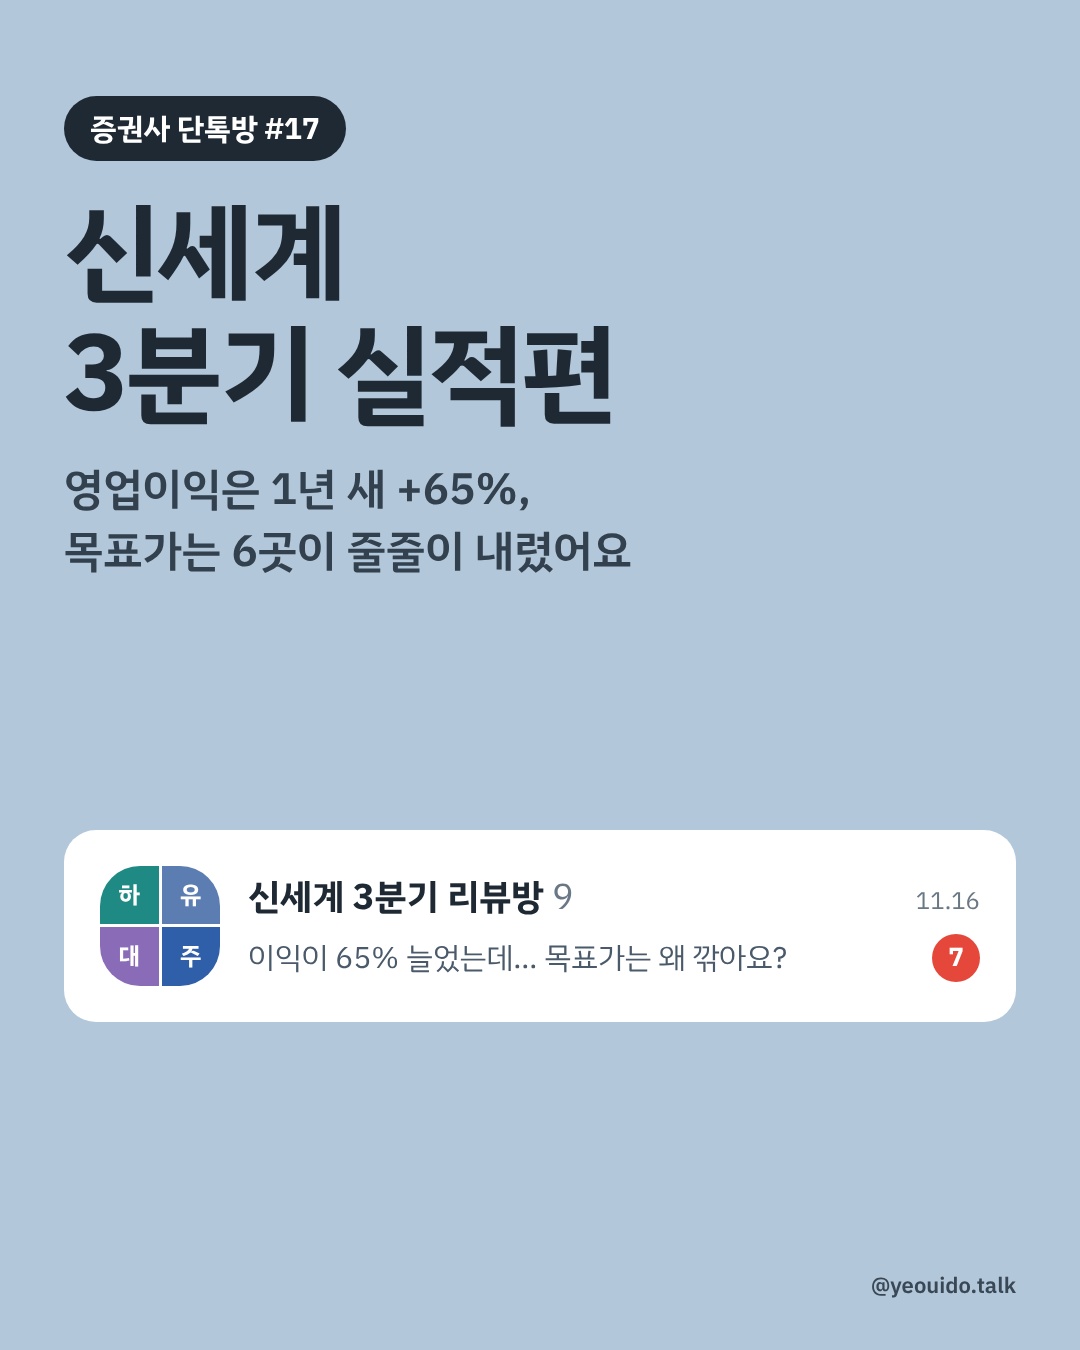 증권사 단톡방 #17
신세계
3분기 실적편
영업이익은 1년 새 +65%,
목표가는 6곳이 줄줄이 내렸어요
하 유
대 주
신세계 3분기 리뷰방 9
11.16
이익이 65% 늘었는데... 목표가는 왜 깎아요?
7
@yeouido.talk